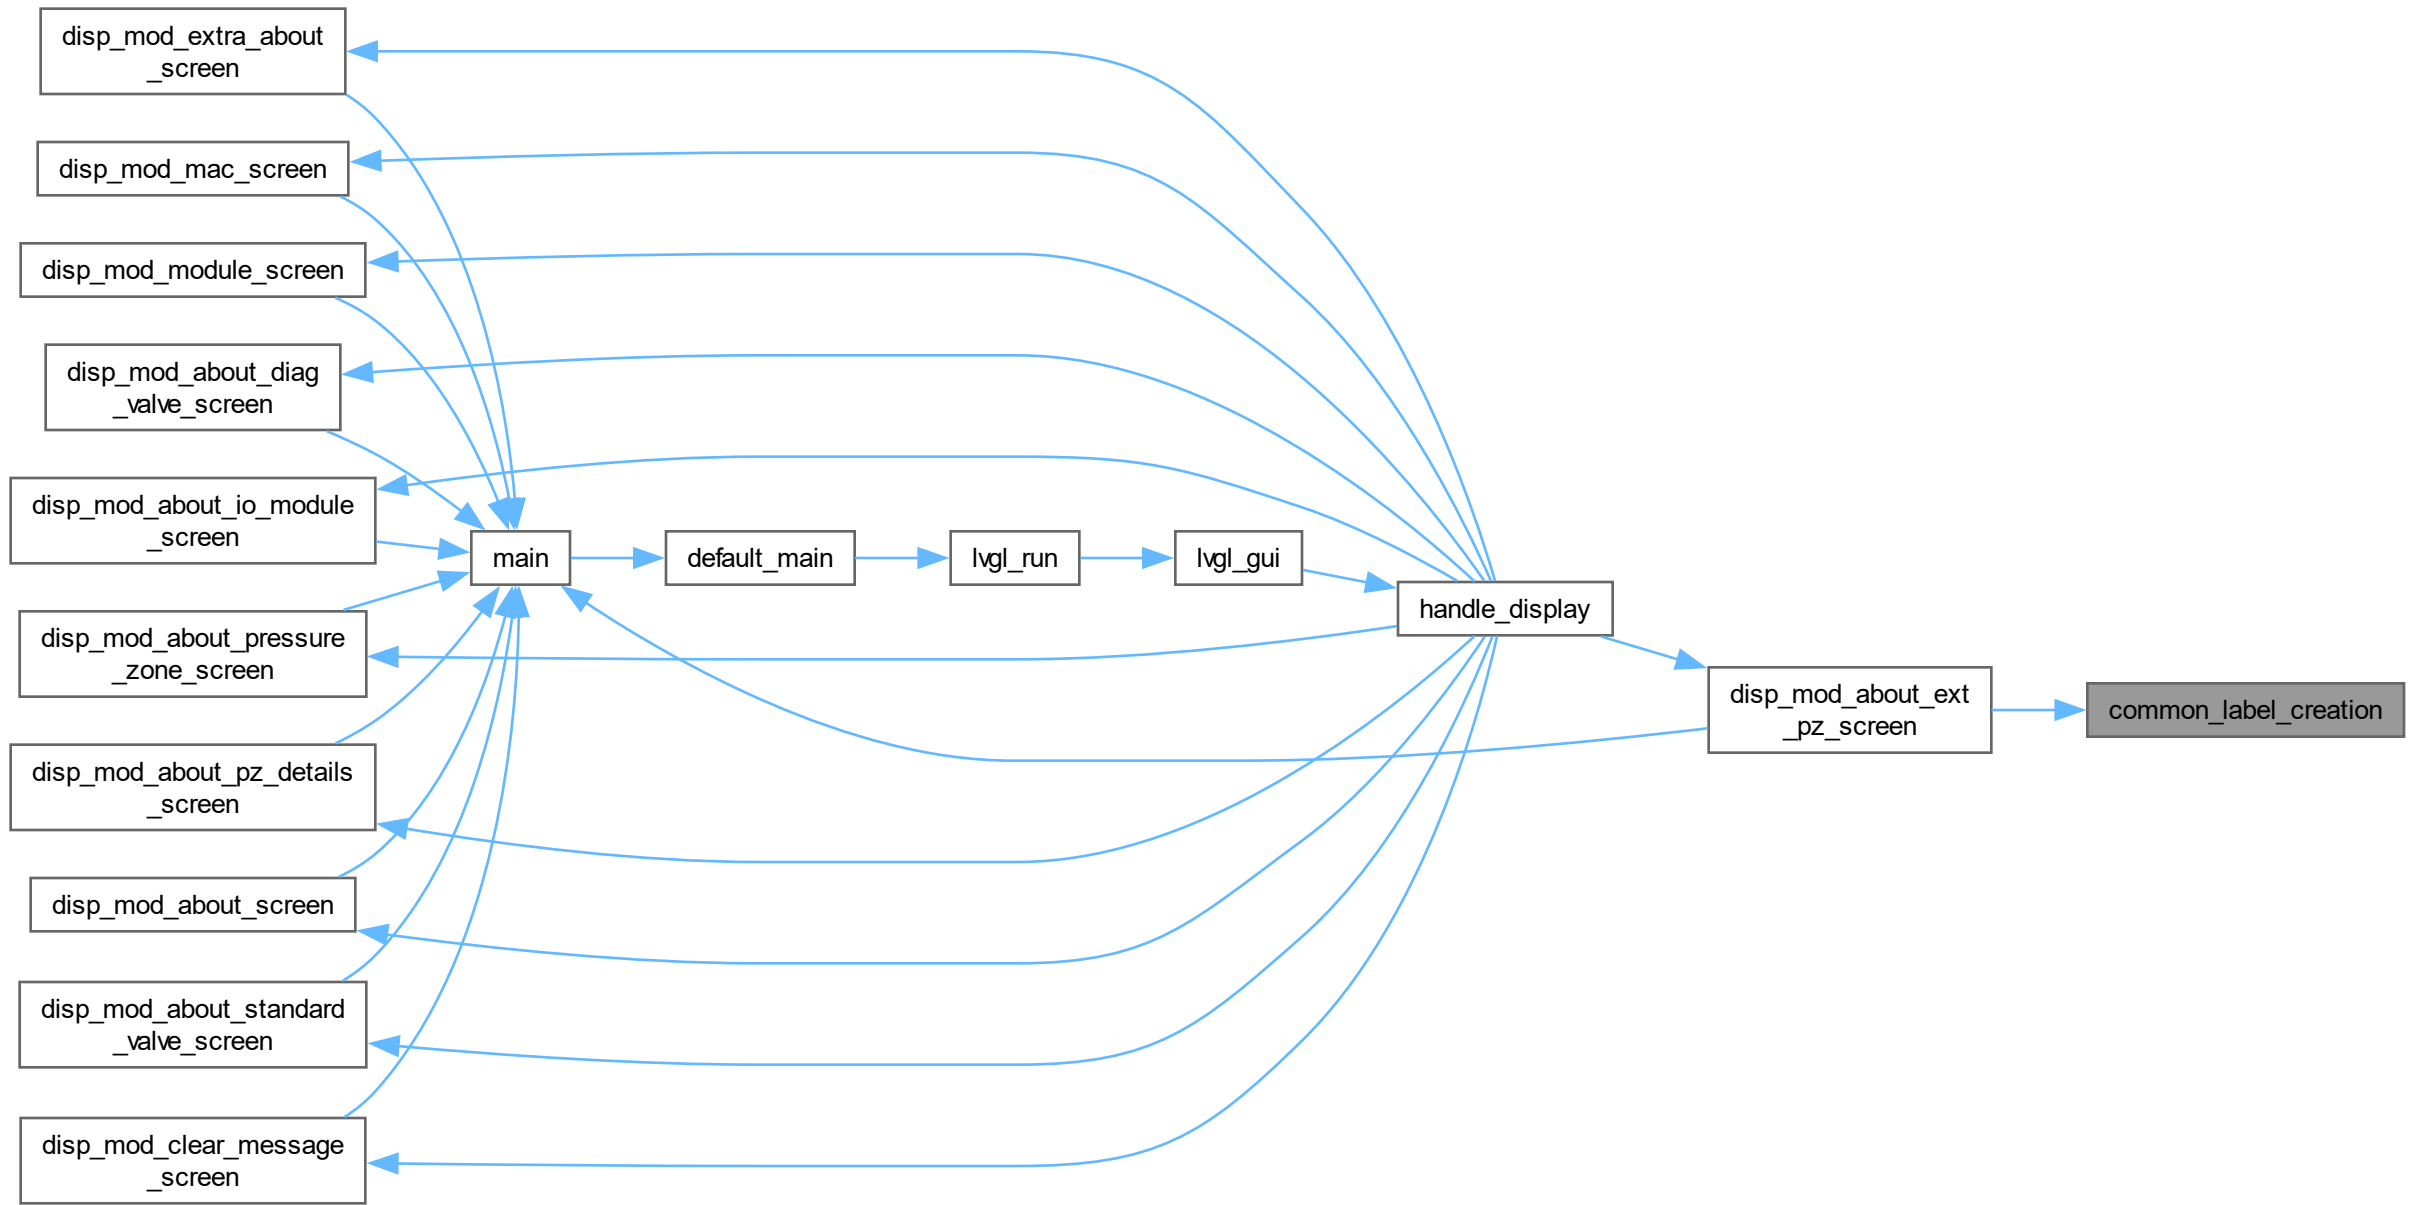 disp_mod_extra_about
_screen
disp_mod_mac_screen
disp_mod_module_screen
disp_mod_about_diag
_valve_screen
disp_mod_about_io_module
_screen
main
default_main
lvgl_run
lvgl_gui
handle_display
disp_mod_about_pressure
_zone_screen
disp_mod_about_ext
_pz_screen
common_label_creation
disp_mod_about_pz_details
_screen
disp_mod_about_screen
disp_mod_about_standard
_valve_screen
disp_mod_clear_message
_screen